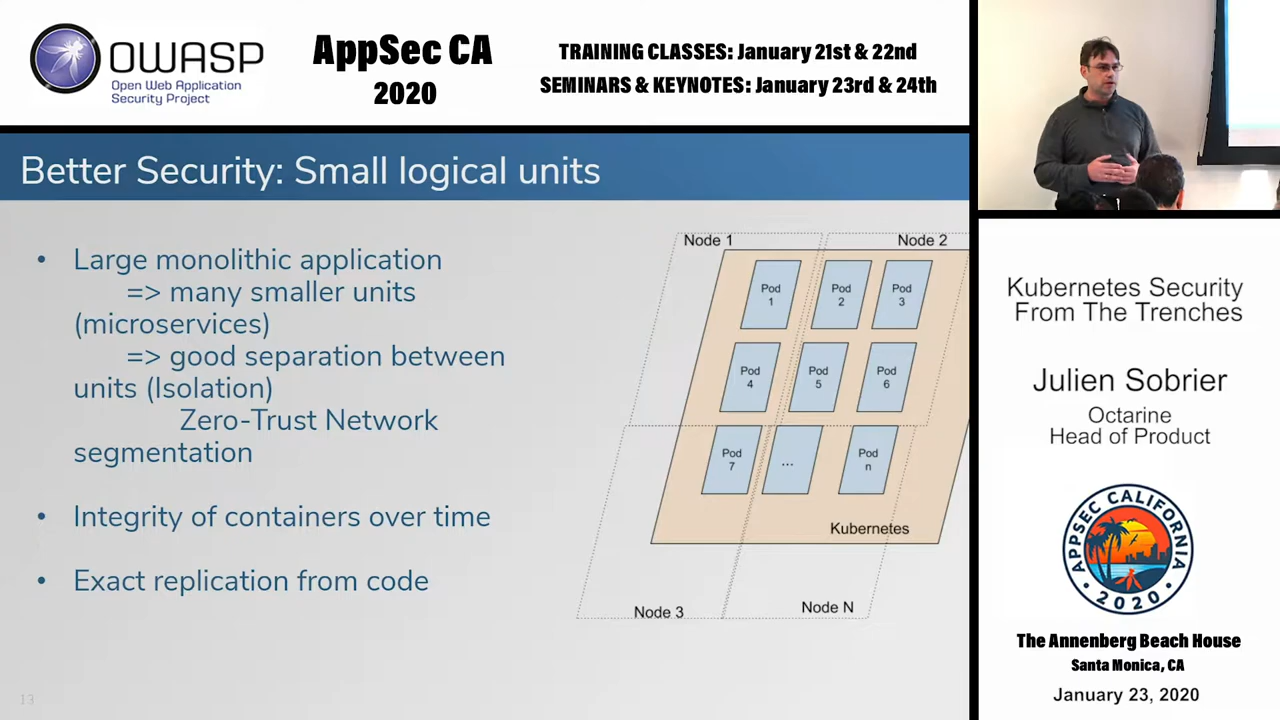 OWASP
Open Web Application
Security Project
AppSec CA
2020
TRAINING CLASSES: January 21st & 22nd
SEMINARS & KEYNOTES: January 23rd & 24th
Better Security: Small logical units
• Large monolithic application
=> many smaller units
(microservices)
=> good separation between
units (Isolation)
Zero-Trust Network
segmentation
• Integrity of containers over time
• Exact replication from code
13
Node 1
Node 2
Pod
1
Pod
2
Pod
3
Pod
4
Pod
5
Pod
6
Pod
7
...
Pod
n
Kubernetes
Node 3
Node N
Kubernetes Security
From The Trenches
Julien Sobrier
Octarine
Head of Product
APPSEC CALIFORNIA
• 2020 •
The Annenberg Beach House
Santa Monica, CA
January 23, 2020